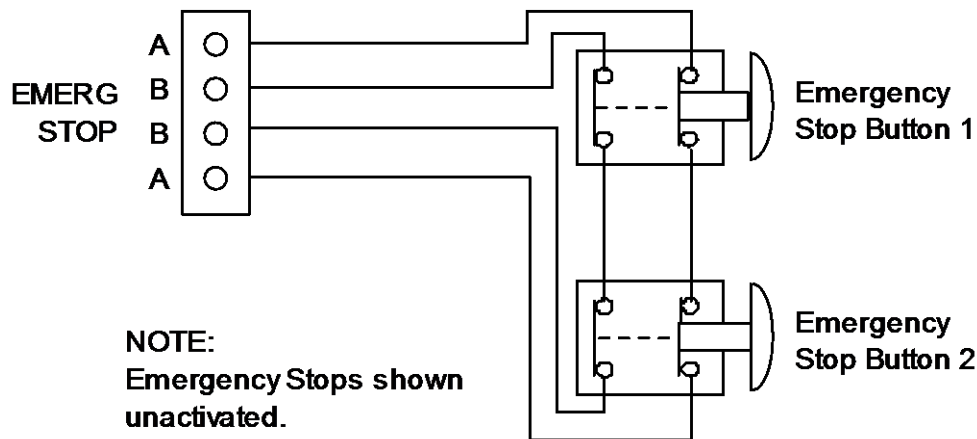 A
B
B
A
EMERG
STOP
Emergency
Stop Button 1
Emergency
Stop Button 2
NOTE:
Emergency Stops shown
unactivated.